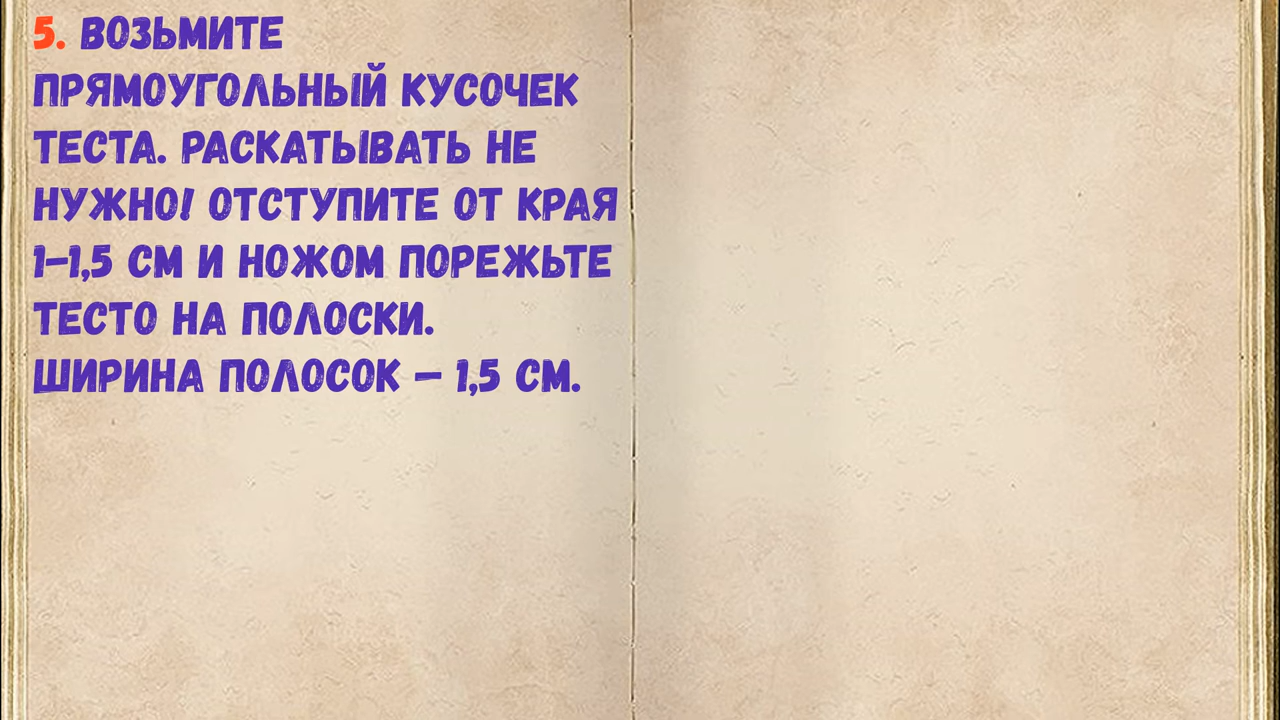 5. ВОЗЬМИТЕ
ПРЯМОУГОЛЬНЫЙ КУСОЧЕК
ТЕСТА. РАСКАТЫВАТЬ НЕ
НУЖНО! ОТСТУПИТЕ ОТ КРАЯ
1–1,5 СМ И НОЖОМ ПОРЕЖЬТЕ
ТЕСТО НА ПОЛОСКИ.
ШИРИНА ПОЛОСОК – 1,5 СМ.